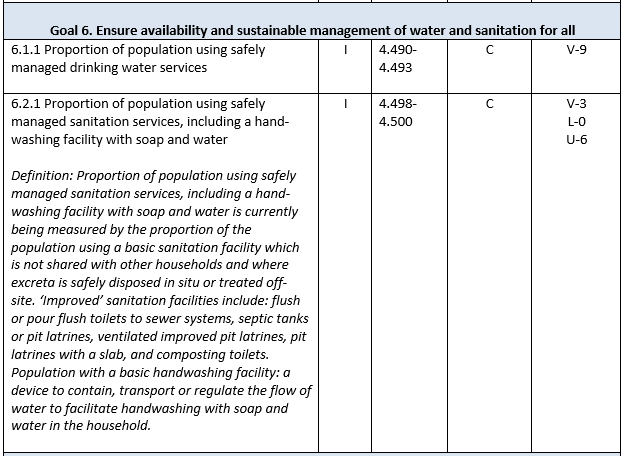 Goal 6. Ensure availability and sustainable management of water and sanitation for all
6.1.1 Proportion of population using safely
managed drinking water services
I
4.490-
4.493
C
V-9
6.2.1 Proportion of population using safely
managed sanitation services, including a hand-
washing facility with soap and water
Definition: Proportion of population using safely
managed sanitation services, including a hand-
washing facility with soap and water is currently
being measured by the proportion of the
population using a basic sanitation facility which
is not shared with other households and where
excreta is safely disposed in situ or treated off-
site. ‘Improved’ sanitation facilities include: flush
or pour flush toilets to sewer systems, septic tanks
or pit latrines, ventilated improved pit latrines, pit
latrines with a slab, and composting toilets.
Population with a basic handwashing facility: a
device to contain, transport or regulate the flow of
water to facilitate handwashing with soap and
water in the household.
I
4.498-
4.500
C
V-3
L-0
U-6